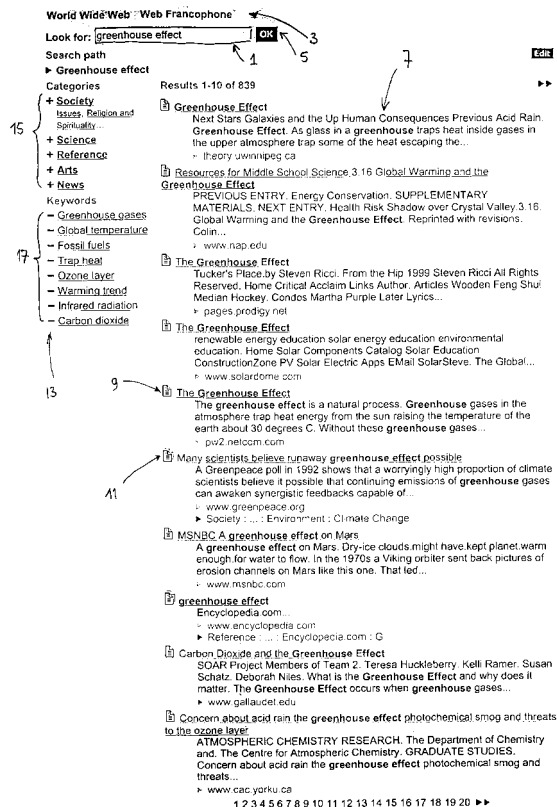 World Wide Web Web Francophone
3
Look for: greenhouse effect OK
1
5
Search path
7
Edit
► Greenhouse effect
Categories
Results 1-10 of 839 ►►
15
+ Society
Issues, Religion and
Spirituality...
+ Science
+ Reference
+ Arts
+ News
Keywords
17
– Greenhouse gases
– Global temperature
– Fossil fuels
– Trap heat
– Ozone layer
– Warming trend
– Infrared radiation
– Carbon dioxide
13
Greenhouse Effect
Next Stars Galaxies and the Up Human Consequences Previous Acid Rain.
Greenhouse Effect. As glass in a greenhouse traps heat inside gases in
the upper atmosphere trap some of the heat escaping the...
theory uwinnipeg ca
Resources for Middle School Science 3.16 Global Warming and the
Greenhouse Effect
PREVIOUS ENTRY. Energy Conservation. SUPPLEMENTARY
MATERIALS. NEXT ENTRY. Health Risk Shadow over Crystal Valley.3.16.
Global Warming and the Greenhouse Effect. Reprinted with revisions.
Colin...
www.nap.edu
The Greenhouse Effect
Tucker's Place.by Steven Ricci. From the Hip 1999 Steven Ricci All Rights
Reserved. Home Critical Acclaim Links Author. Articles Wooden Feng Shui
Median Hockey. Condos Martha Purple Later Lyrics...
pages.prodigy net
The Greenhouse Effect
renewable energy education solar energy education environmental
education. Home Solar Components Catalog Solar Education
ConstructionZone PV Solar Electric Apps EMail SolarSteve. The Global...
www.solardome com
9
The Greenhouse Effect
The greenhouse effect is a natural process. Greenhouse gases in the
atmosphere trap heat energy from the sun raising the temperature of the
earth about 30 degrees C. Without these greenhouse gases...
pw2.netcom.com
11
Many scientists believe runaway greenhouse effect possible
A Greenpeace poll in 1992 shows that a worryingly high proportion of climate
scientists believe it possible that continuing emissions of greenhouse gases
can awaken synergistic feedbacks capable of...
www.greenpeace.org
► Society : ... : Environment : Climate Change
MSNBC A greenhouse effect on Mars
A greenhouse effect on Mars. Dry-ice clouds.might have.kept planet.warm
enough.for water to flow. In the 1970s a Viking orbiter sent back pictures of
erosion channels on Mars like this one. That led...
www.msnbc.com
greenhouse effect
Encyclopedia.com...
www.encyclopedia com
► Reference : ... : Encyclopedia.com : G
Carbon Dioxide and the Greenhouse Effect
SOAR Project Members of Team 2. Teresa Huckleberry. Kelli Ramer. Susan
Schatz. Deborah Niles. What is the Greenhouse Effect and why does it
matter. The Greenhouse Effect occurs when greenhouse gases...
► www.gallaudet.edu
Concern about acid rain the greenhouse effect photochemical smog and threats
to the ozone layer
ATMOSPHERIC CHEMISTRY RESEARCH. The Department of Chemistry
and. The Centre for Atmospheric Chemistry. GRADUATE STUDIES.
Concern about acid rain the greenhouse effect photochemical smog and
threats...
► www.cac.yorku.ca
1 2 3 4 5 6 7 8 9 10 11 12 13 14 15 16 17 18 19 20 ►►